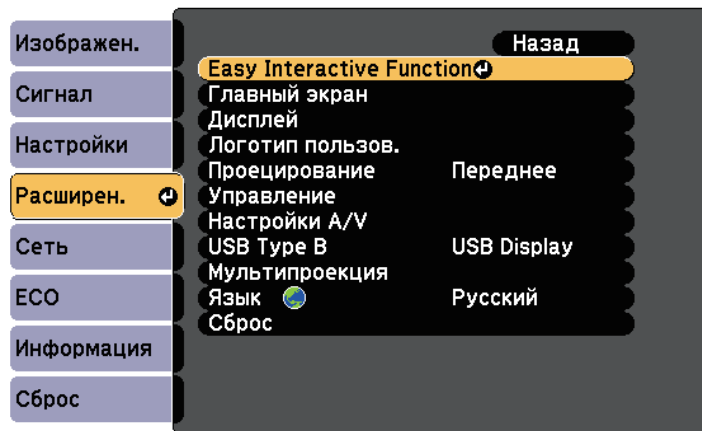 Изображен.
Сигнал
Настройки
Расширен.
Сеть
ECO
Информация
Сброс
Назад
Easy Interactive Function
Главный экран
Дисплей
Логотип пользов.
Проецирование Переднее
Управление
Настройки A/V
USB Type B USB Display
Мультипроекция
Язык Русский
Сброс